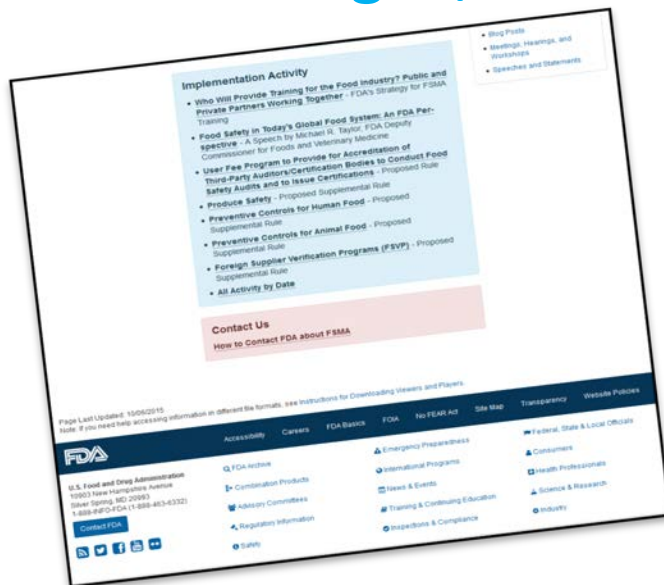 Blog Posts
Meetings, Hearings, and
Workshops
Speeches and Statements
Implementation Activity
Who Will Provide Training for the Food Industry? Public and
Private Partners Working Together - FDA's Strategy for FSMA
Training
Food Safety in Today's Global Food System: An FDA Per-
spective - A Speech by Michael R. Taylor, FDA Deputy
Commissioner for Foods and Veterinary Medicine
User Fee Program to Provide for Accreditation of
Third-Party Auditors/Certification Bodies to Conduct Food
Safety Audits and to Issue Certifications - Proposed Rule
Produce Safety - Proposed Supplemental Rule
Preventive Controls for Human Food - Proposed
Supplemental Rule
Preventive Controls for Animal Food - Proposed
Supplemental Rule
Foreign Supplier Verification Programs (FSVP) - Proposed
Supplemental Rule
All Activity by Date
Contact Us
How to Contact FDA about FSMA
Page Last Updated: 10/06/2015
Note: If you need help accessing information in different file formats, see Instructions for Downloading Viewers and Players.
Accessibility Careers FDA Basics FOIA No FEAR Act Site Map Transparency Website Policies
FDA
U.S. Food and Drug Administration
10903 New Hampshire Avenue
Silver Spring, MD 20993
1-888-INFO-FDA (1-888-463-6332)
Contact FDA
FDA Archive
Combination Products
Advisory Committees
Regulatory Information
Safety
Emergency Preparedness
International Programs
News & Events
Training & Continuing Education
Inspections & Compliance
Federal, State & Local Officials
Consumers
Health Professionals
Science & Research
Industry